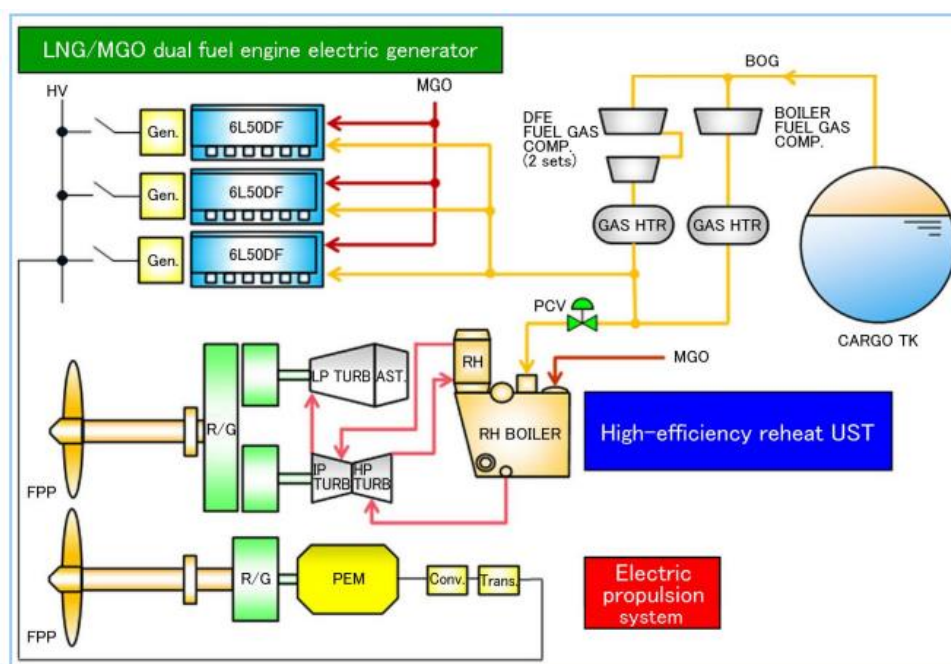 LNG/MGO dual fuel engine electric generator
HV
MGO
BOG
Gen.
6L50DF
DFE
FUEL GAS
COMP.
(2 sets)
BOILER
FUEL GAS
COMP.
Gen.
6L50DF
GAS HTR
GAS HTR
Gen.
6L50DF
PCV
CARGO TK
MGO
RH
LP TURB
AST.
R/G
RH BOILER
High-efficiency reheat UST
IP
TURB
HP
TURB
FPP
R/G
PEM
Conv.
Trans.
Electric
propulsion
system
FPP